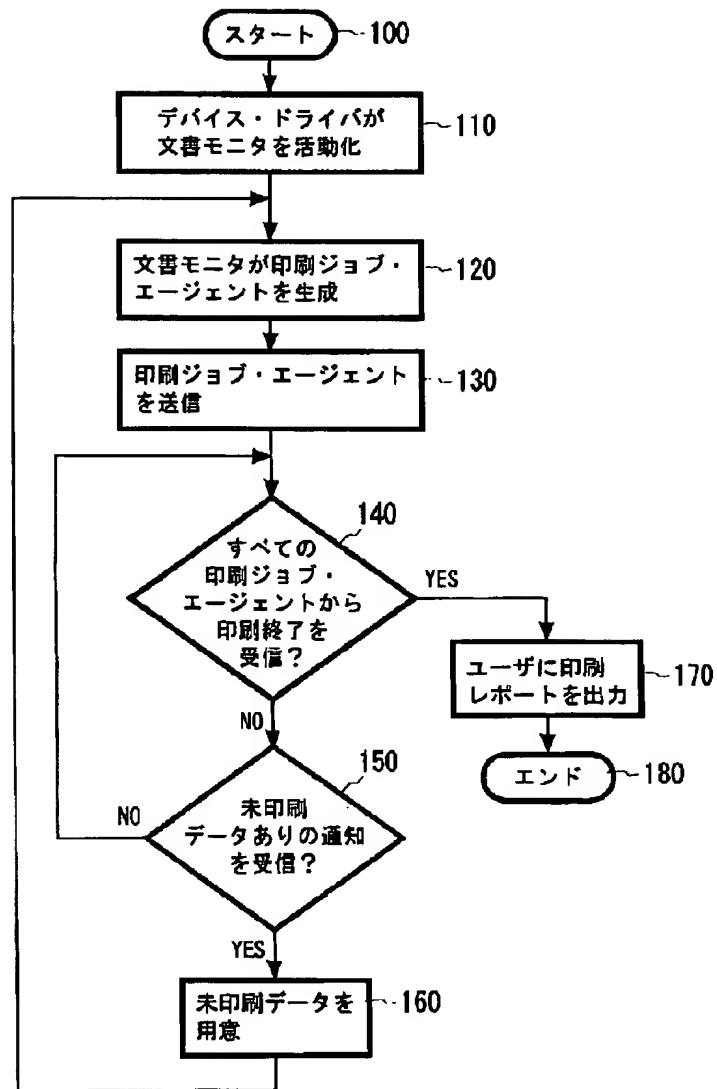 スタート
100
デバイス・ドライバが
文書モニタを活動化
110
文書モニタが印刷ジョブ・
エージェントを生成
120
印刷ジョブ・エージェント
を送信
130
140
すべての
印刷ジョブ・
エージェントから
印刷終了を
受信？
YES
ユーザに印刷
レポートを出力
170
NO
エンド
180
150
未印刷
データありの通知
を受信？
NO
YES
未印刷データを
用意
160